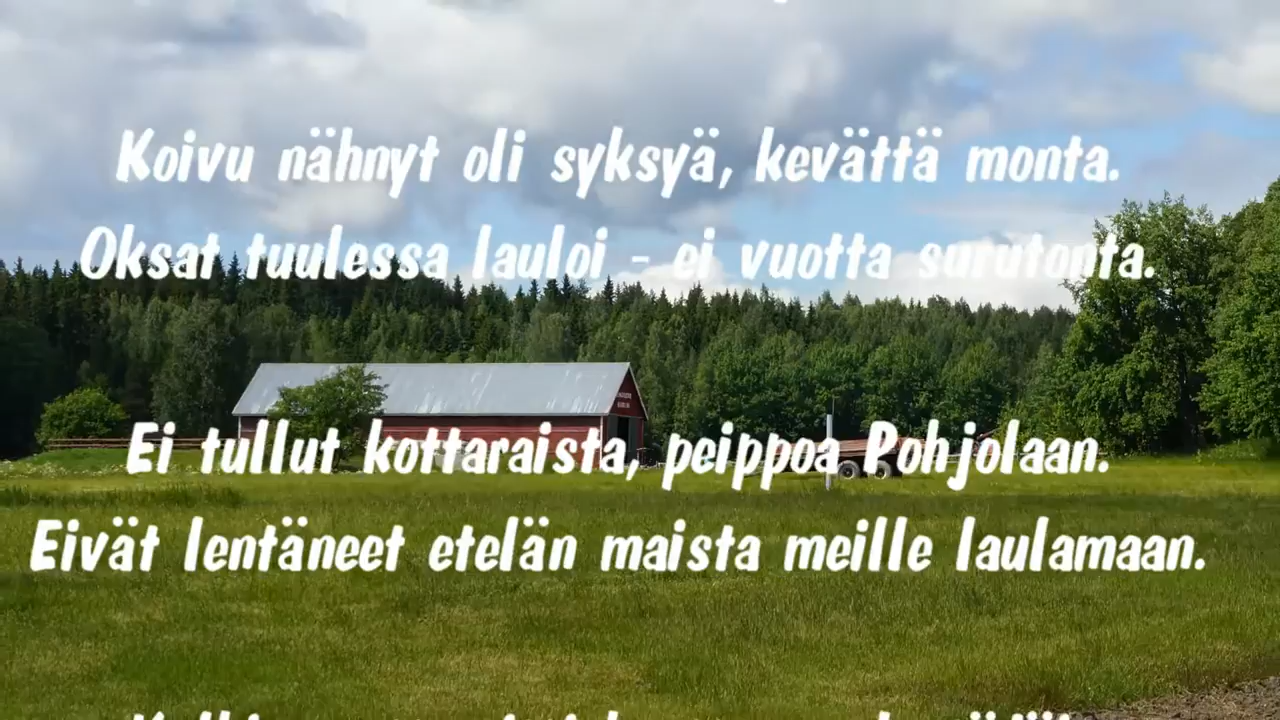 Koivu nähnyt oli syksyä, kevättä monta.
Oksat tuulessa lauloi - ei vuotta surutonta.
Ei tullut kottaraista, peippoa Pohjolaan.
Eivät lentäneet etelän maista meille laulamaan.